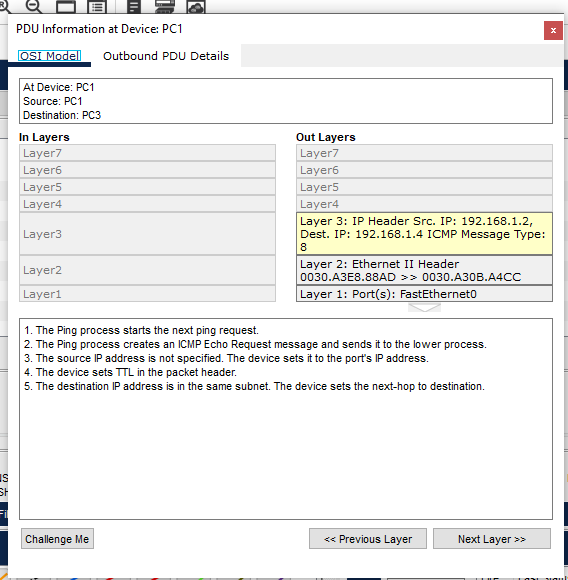 PDU Information at Device: PC1
x
OSI Model
Outbound PDU Details
At Device: PC1
Source: PC1
Destination: PC3
In Layers
Out Layers
Layer7
Layer7
Layer6
Layer6
Layer5
Layer5
Layer4
Layer4
Layer3
Layer 3: IP Header Src. IP: 192.168.1.2,
Dest. IP: 192.168.1.4 ICMP Message Type:
8
Layer2
Layer 2: Ethernet II Header
0030.A3E8.88AD >> 0030.A30B.A4CC
Layer1
Layer 1: Port(s): FastEthernet0
1. The Ping process starts the next ping request.
2. The Ping process creates an ICMP Echo Request message and sends it to the lower process.
3. The source IP address is not specified. The device sets it to the port's IP address.
4. The device sets TTL in the packet header.
5. The destination IP address is in the same subnet. The device sets the next-hop to destination.
Challenge Me
<< Previous Layer
Next Layer >>